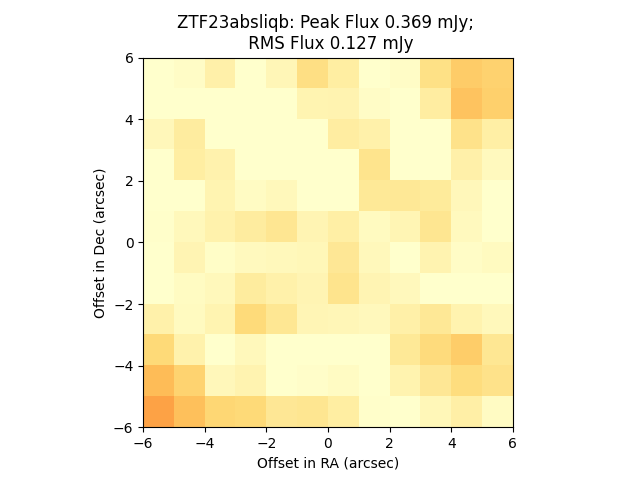 ZTF23absliqb: Peak Flux 0.369 mJy;
RMS Flux 0.127 mJy
6
4
2
0
−2
−4
−6
Offset in Dec (arcsec)
−6 −4 −2 0 2 4 6
Offset in RA (arcsec)